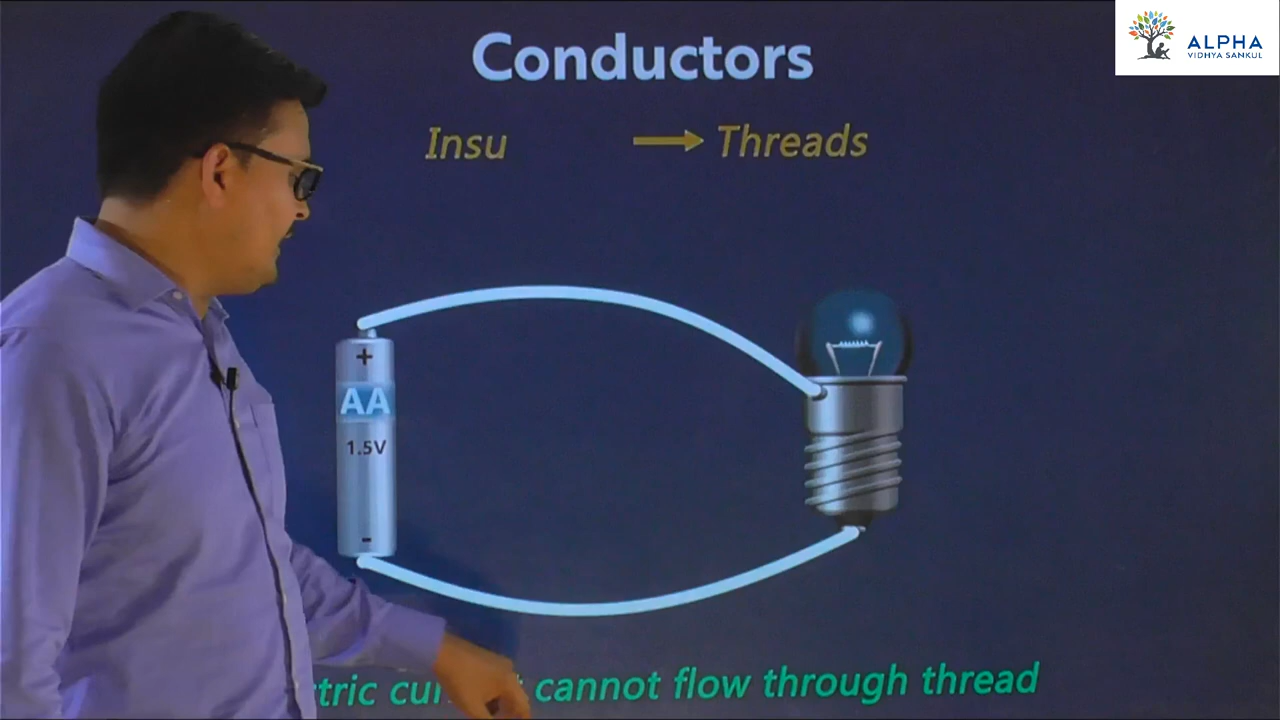 Conductors
ALPHA
VIDHYA SANKUL
Insu → Threads
+
AA
1.5V
-
cannot flow through thread